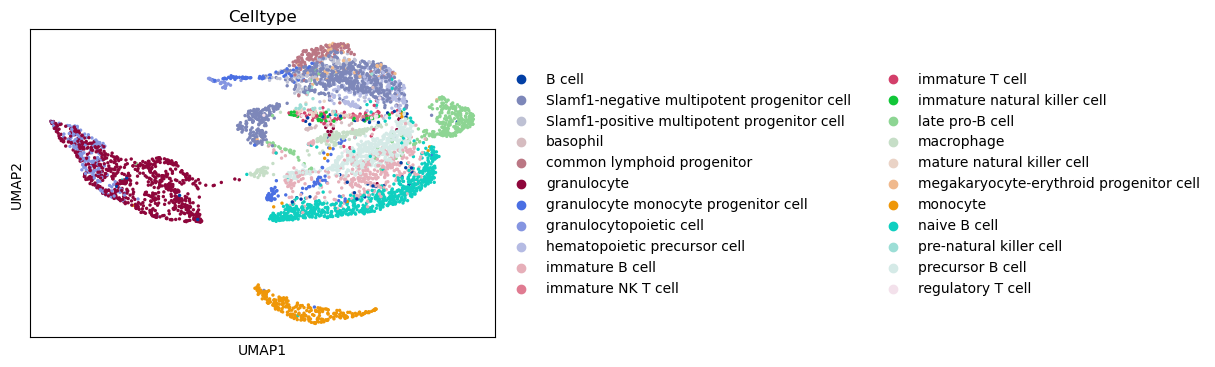 Celltype
UMAP2
UMAP1
B cell
Slamf1-negative multipotent progenitor cell
Slamf1-positive multipotent progenitor cell
basophil
common lymphoid progenitor
granulocyte
granulocyte monocyte progenitor cell
granulocytopoietic cell
hematopoietic precursor cell
immature B cell
immature NK T cell
immature T cell
immature natural killer cell
late pro-B cell
macrophage
mature natural killer cell
megakaryocyte-erythroid progenitor cell
monocyte
naive B cell
pre-natural killer cell
precursor B cell
regulatory T cell